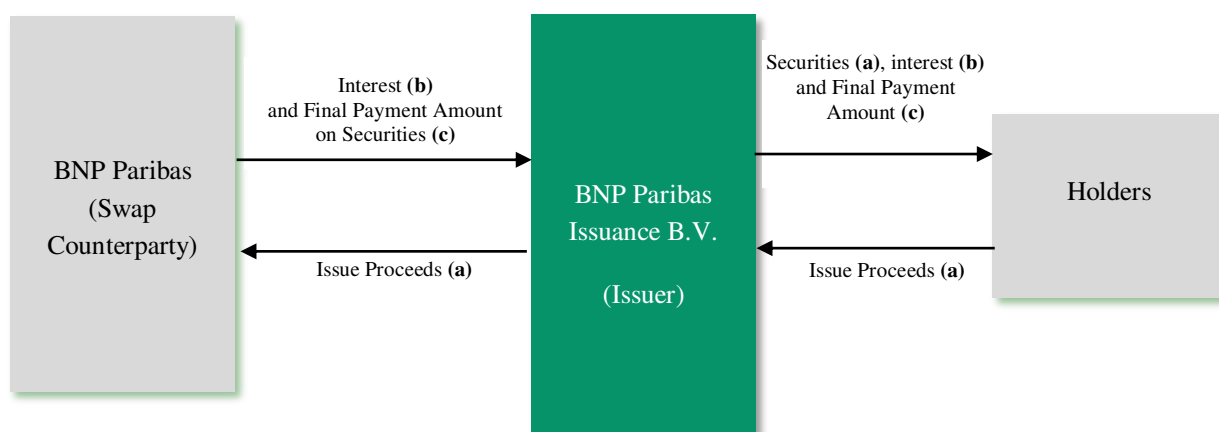 BNP Paribas
(Swap
Counterparty)
Interest (b)
and Final Payment Amount
on Securities (c)
Issue Proceeds (a)
BNP Paribas
Issuance B.V.
(Issuer)
Securities (a), interest (b)
and Final Payment
Amount (c)
Issue Proceeds (a)
Holders